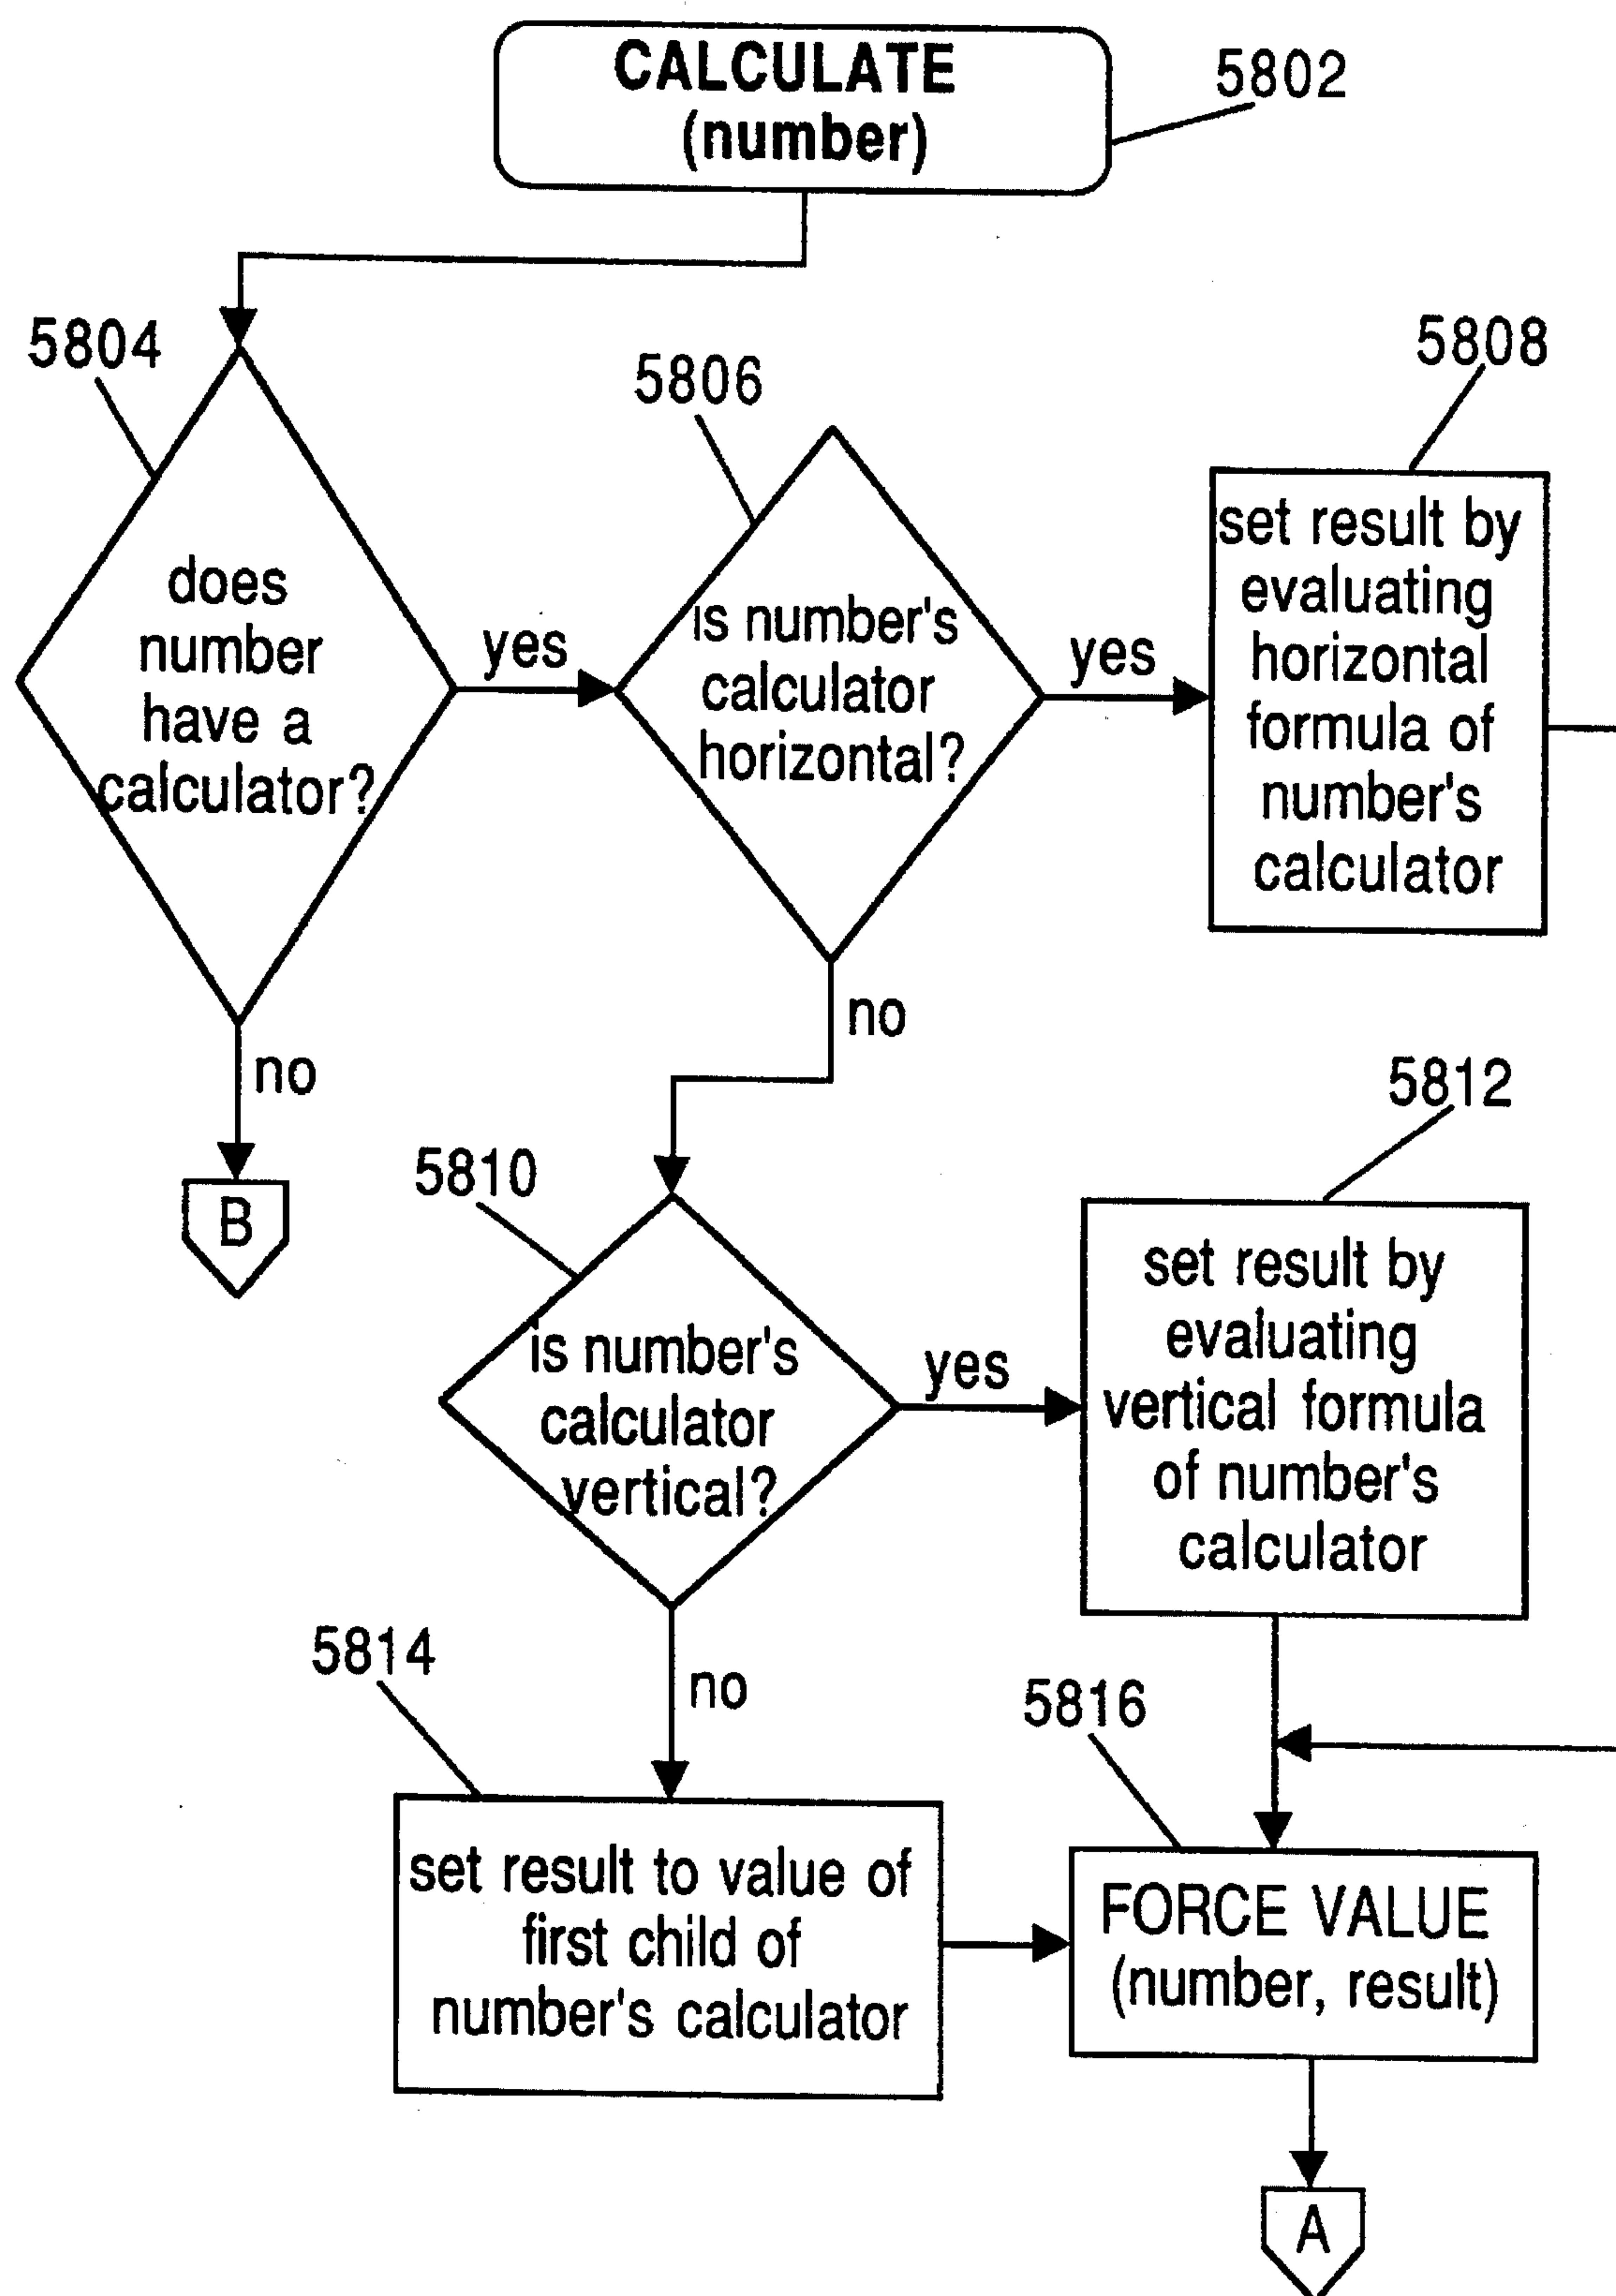 CALCULATE
(number)
5802
5804
does
number
have a
calculator?
yes
no
B
5806
is number's
calculator
horizontal?
yes
no
5808
set result by
evaluating
horizontal
formula of
number's
calculator
5810
is number's
calculator
vertical?
yes
no
5812
set result by
evaluating
vertical formula
of number's
calculator
5814
set result to value of
first child of
number's calculator
5816
FORCE VALUE
(number, result)
A